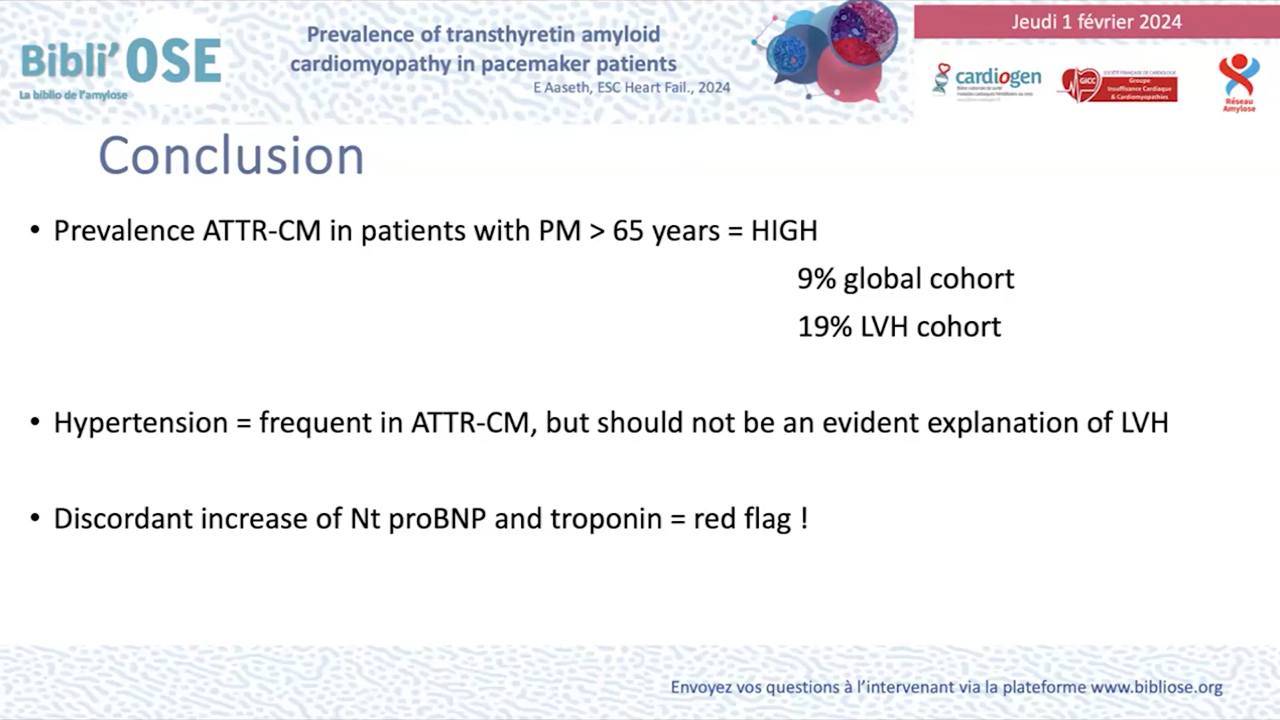 Bibli'OSE
La biblio de l'amylose
Prevalence of transthyretin amyloid
cardiomyopathy in pacemaker patients
E Aaseth, ESC Heart Fail., 2024
Jeudi 1 février 2024
cardiogen
GICC
SOCIÉTÉ FRANÇAISE DE CARDIOLOGIE
Groupe
Insuffisance Cardiaque
& Cardiomyopathies
Réseau
Amylose
Conclusion
• Prevalence ATTR-CM in patients with PM > 65 years = HIGH
9% global cohort
19% LVH cohort
• Hypertension = frequent in ATTR-CM, but should not be an evident explanation of LVH
• Discordant increase of Nt proBNP and troponin = red flag !
Envoyez vos questions à l'intervenant via la plateforme www.bibliose.org